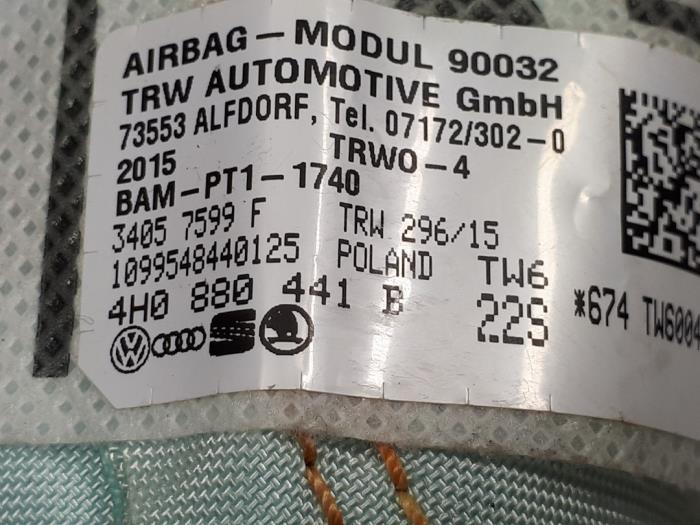 AIRBAG-MODUL 90032
TRW AUTOMOTIVE GmbH
73553 ALFDORF, Tel. 07172/302-0
2015 TRWO-4
BAM-PT1-1740
3405 7599 F TRW 296/15
1099548440125 POLAND TW6
4H0 880 441 B 22S *674 TW6004